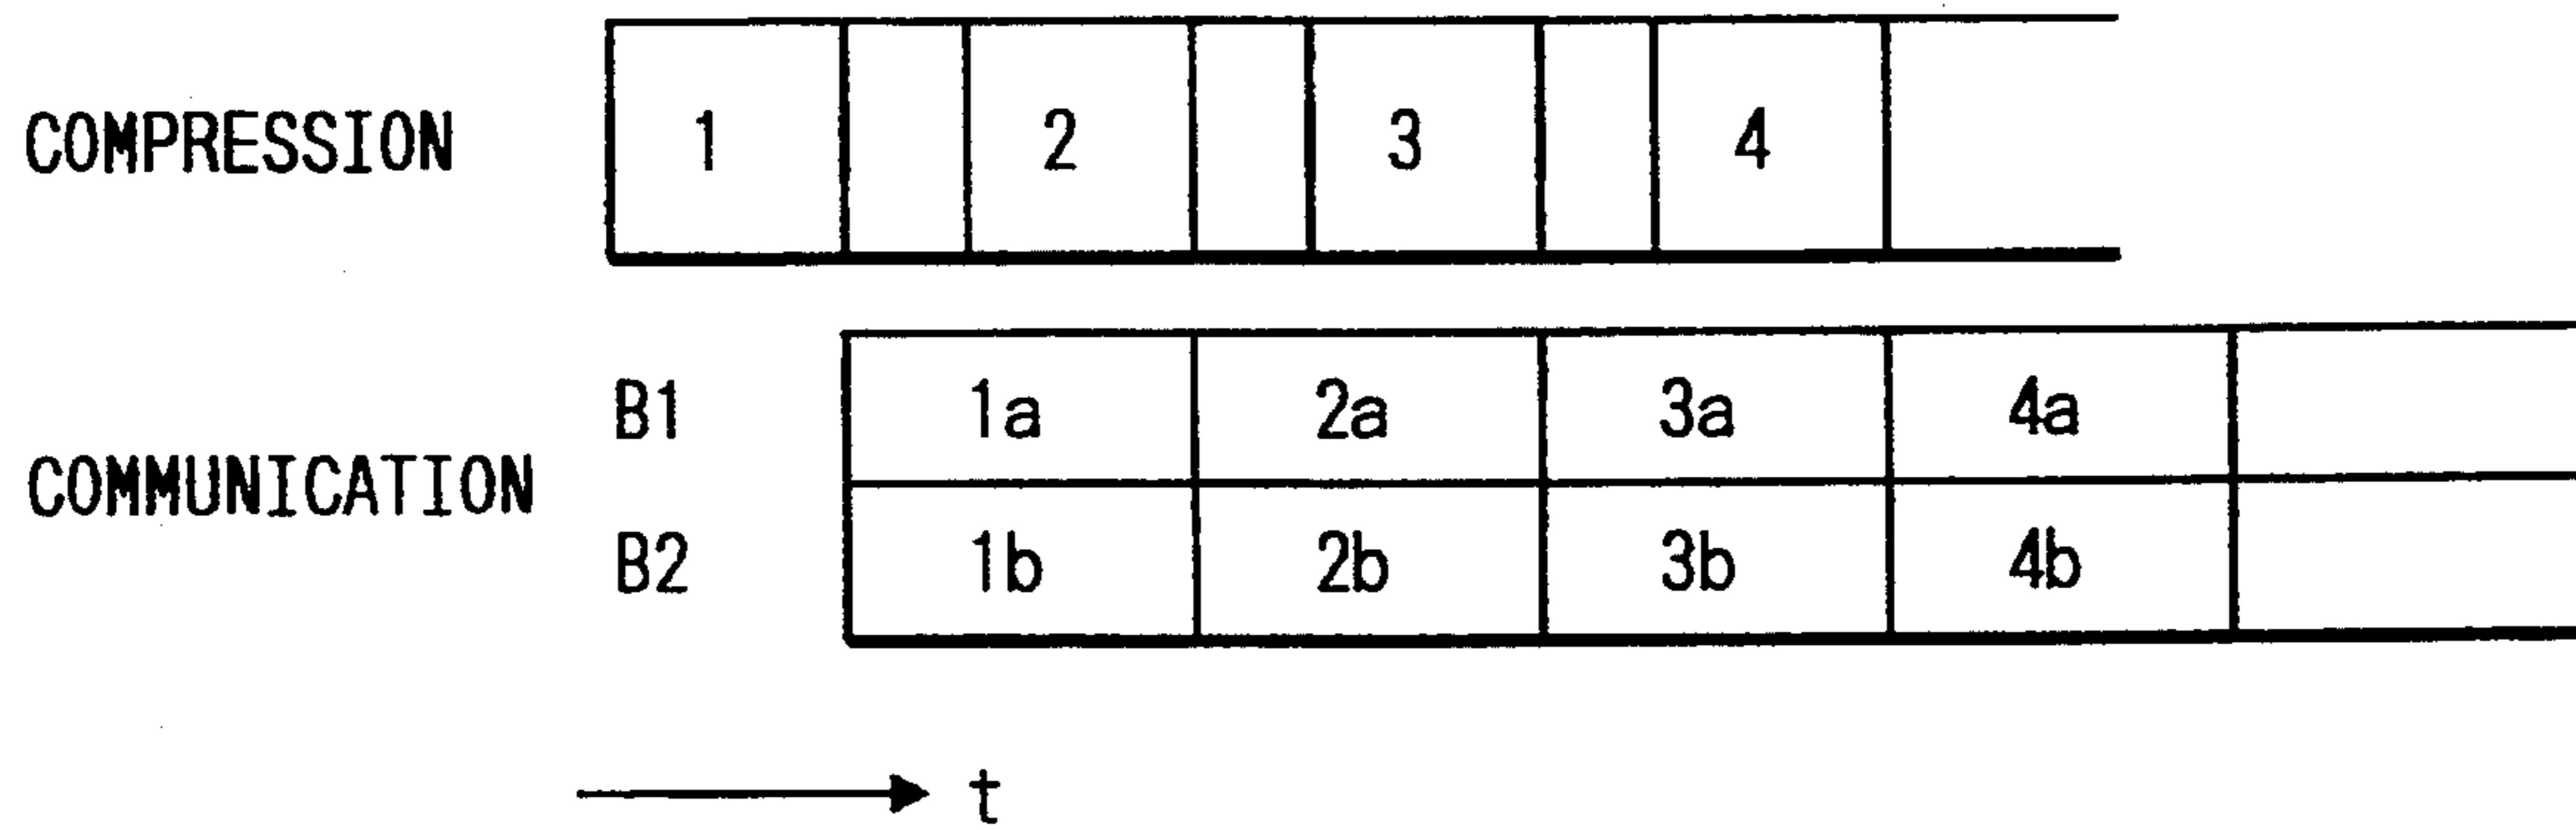 COMPRESSION 1 2 3 4
B1 1a 2a 3a 4a
COMMUNICATION
B2 1b 2b 3b 4b
t